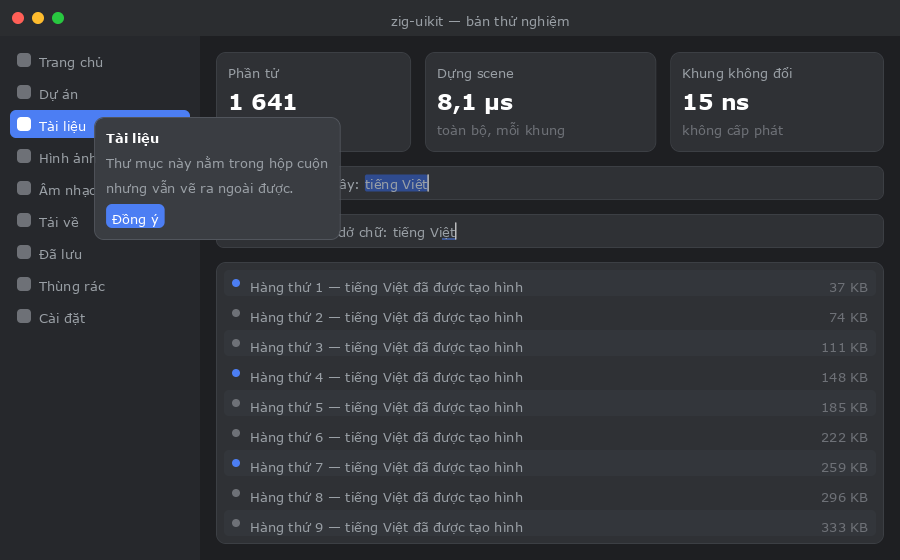 zig-uikit — bản thử nghiệm
Trang chủ
Dự án
Tài liệu
Hình ảnh
Âm nhạc
Tải về
Đã lưu
Thùng rác
Cài đặt
Tài liệu
Thư mục này nằm trong hộp cuộn
nhưng vẫn vẽ ra ngoài được.
Đồng ý
Phần tử
1 641
Dựng scene
8,1 µs
toàn bộ, mỗi khung
Khung không đổi
15 ns
không cấp phát
tiếng Việt
dở chữ: tiếng Việt
Hàng thứ 1 — tiếng Việt đã được tạo hình 37 KB
Hàng thứ 2 — tiếng Việt đã được tạo hình 74 KB
Hàng thứ 3 — tiếng Việt đã được tạo hình 111 KB
Hàng thứ 4 — tiếng Việt đã được tạo hình 148 KB
Hàng thứ 5 — tiếng Việt đã được tạo hình 185 KB
Hàng thứ 6 — tiếng Việt đã được tạo hình 222 KB
Hàng thứ 7 — tiếng Việt đã được tạo hình 259 KB
Hàng thứ 8 — tiếng Việt đã được tạo hình 296 KB
Hàng thứ 9 — tiếng Việt đã được tạo hình 333 KB